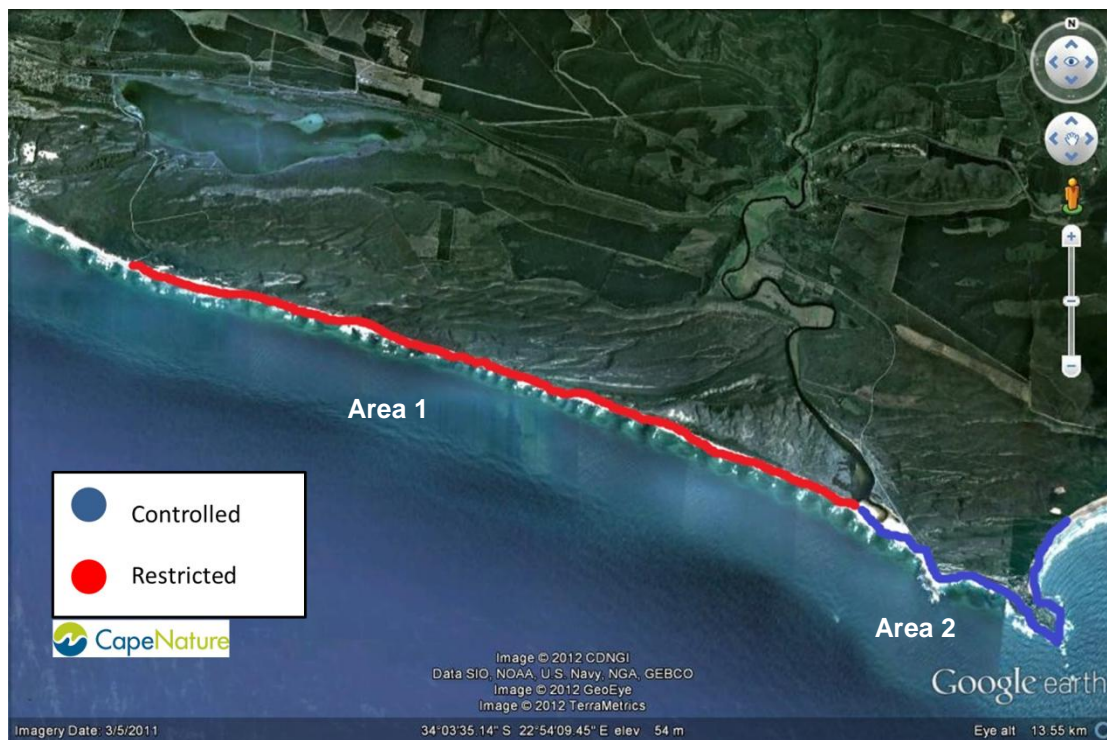 N
Area 1
Controlled
Restricted
CapeNature
Area 2
Image © 2012 CDNGI
Data SIO, NOAA, U.S. Navy, NGA, GEBCO
Image © 2012 GeoEye
Image © 2012 TerraMetrics
Google earth
Imagery Date: 3/5/2011 34°03'35.14" S 22°54'09.45" E elev 54 m Eye alt 13.55 km